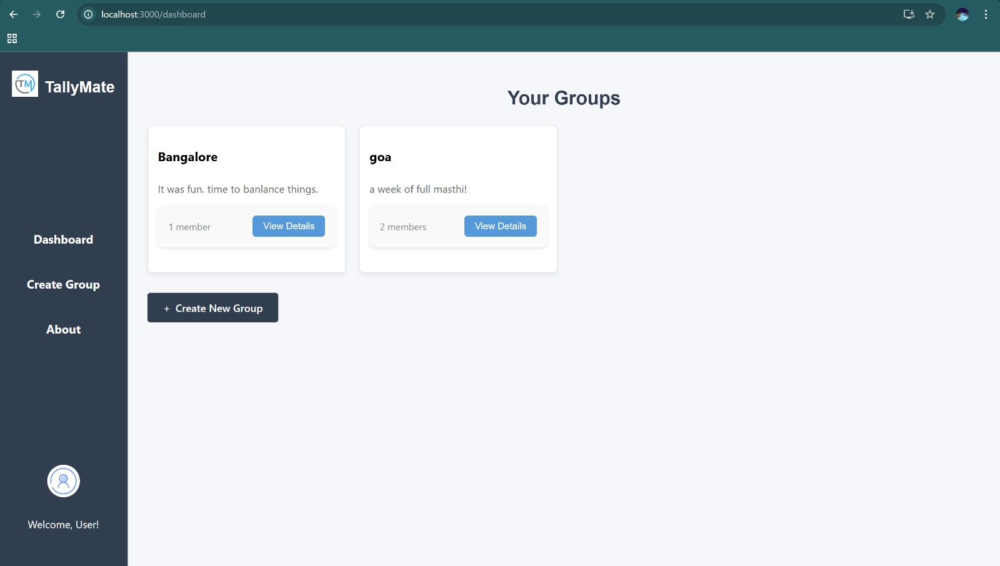 localhost:3000/dashboard
TM TallyMate
Your Groups
Bangalore
It was fun. time to banlance things.
1 member View Details
goa
a week of full masthi!
2 members View Details
+ Create New Group
Dashboard
Create Group
About
Welcome, User!